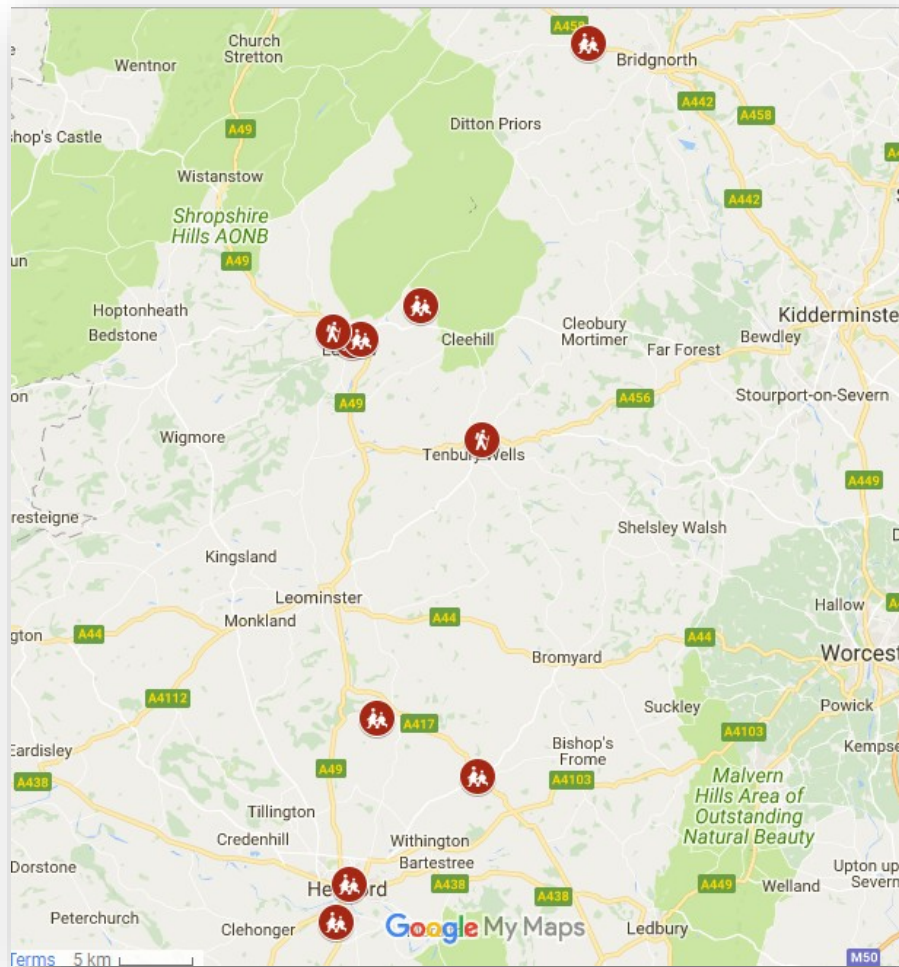 A458
Church
Stretton
Bridgnorth
Wentnor
A442
A458
Ditton Priors
shop's Castle
A49
Wistanstow
A442
Shropshire
Hills AONB
un
A49
Hoptonheath
Bedstone
Kidderminste
Cleobury
Mortimer
Bewdley
Cleehill
Far Forest
on
A49
A456
Stourport-on-Severn
Wigmore
Tenbury Wells
A449
resteigne
Shelsley Walsh
Kingsland
Leominster
Hallow
Monkland
A44
gton
A44
A44
Bromyard
Worcest
A4112
Suckley
Powick
A417
A4103
Eardisley
Bishop's
Frome
Kempse
A49
A438
A4103
Malvern
Hills Area of
Outstanding
Natural Beauty
Tillington
Credenhill
Withington
Bartestree
Dorstone
Upton up
Severn
A438
A449
Welland
A438
Peterchurch
Clehonger
Google My Maps
Ledbury
Terms
5 km
M50